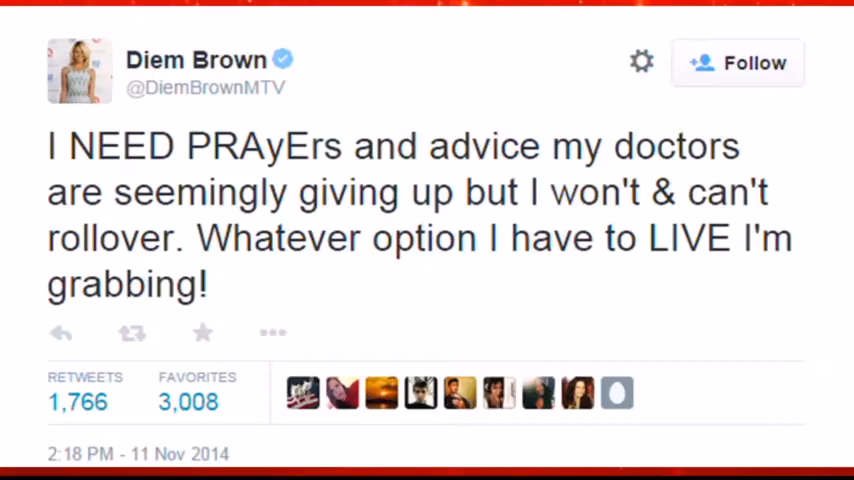 Diem Brown
@DiemBrownMTV
Follow
I NEED PRAyErs and advice my doctors
are seemingly giving up but I won't & can't
rollover. Whatever option I have to LIVE I'm
grabbing!
RETWEETS FAVORITES
1,766 3,008
2:18 PM - 11 Nov 2014